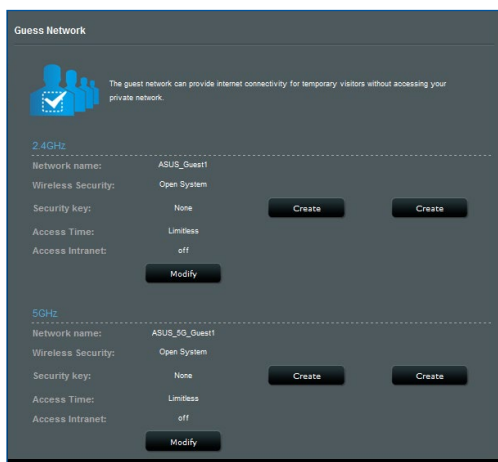 Guess Network
The guest network can provide internet connectivity for temporary visitors without accessing your
private network.
2.4GHz
Network name: ASUS_Guest1
Wireless Security: Open System
Security key: None Create Create
Access Time: Limitless
Access Intranet: off
Modify
5GHz
Network name: ASUS_5G_Guest1
Wireless Security: Open System
Security key: None Create Create
Access Time: Limitless
Access Intranet: off
Modify